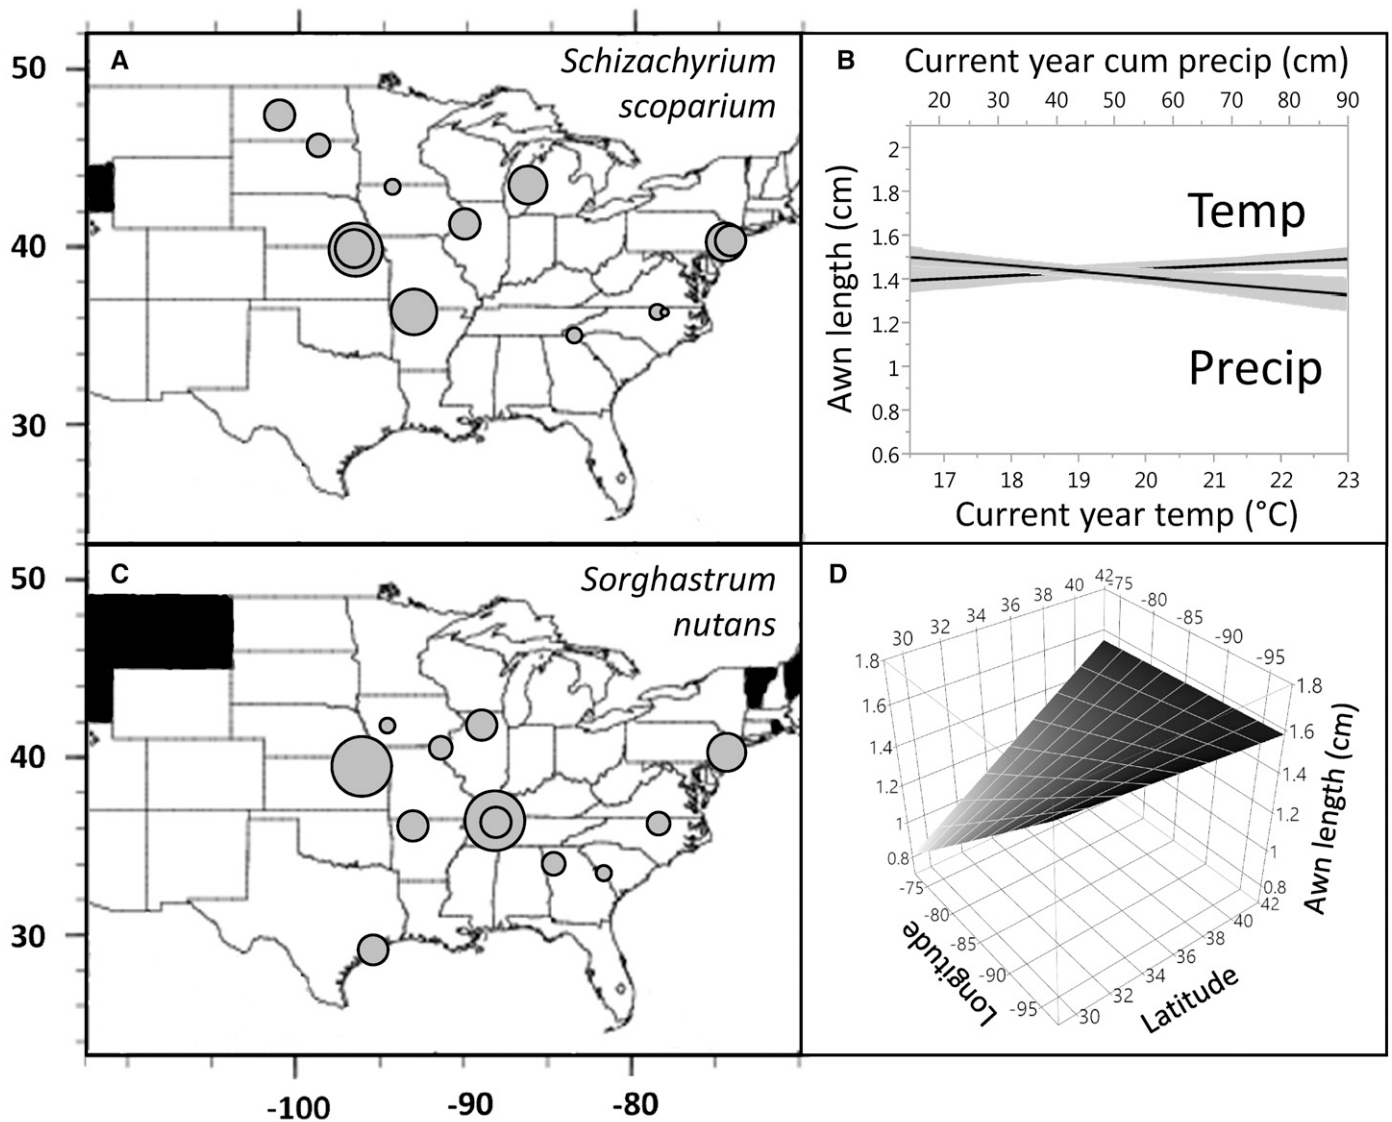 A
Schizachyrium
scoparium
50
40
30
B
Current year cum precip (cm)
20 30 40 50 60 70 80 90
2
1.8
1.6
1.4
1.2
1
0.8
0.6
Awn length (cm)
Temp
Precip
17 18 19 20 21 22 23
Current year temp (°C)
C
Sorghastrum
nutans
50
40
30
-100 -90 -80
D
30 32 34 36 38 40 42
-75 -80 -85 -90 -95
1.8
1.6
1.4
1.2
1
0.8
1.8
1.6
1.4
1.2
1
0.8
Awn length (cm)
-75
-80
-85
-90
-95
Longitude
30 32 34 36 38 40 42
Latitude